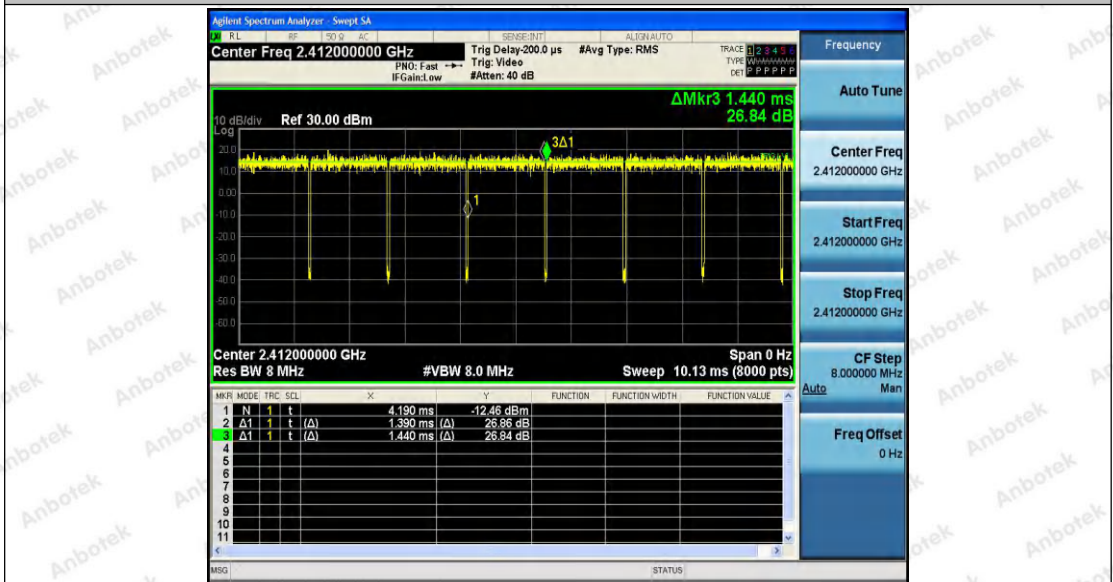 Agilent Spectrum Analyzer - Swept SA
RL RF 50 Ω AC SENSE:INT ALIGN AUTO
Center Freq 2.412000000 GHz
PNO: Fast
IFGain:Low
Trig Delay-200.0 µs #Avg Type: RMS
Trig: Video
#Atten: 40 dB
TRACE 1 2 3 4 5 6
TYPE WWWWWW
DET P P P P P P
ΔMkr3 1.440 ms
26.84 dB
10 dB/div Ref 30.00 dBm
Log
20.0
10.0
0.00
-10.0
-20.0
-30.0
-40.0
-50.0
-60.0
3Δ1
1
Center 2.412000000 GHz Span 0 Hz
Res BW 8 MHz #VBW 8.0 MHz Sweep 10.13 ms (8000 pts)
MKR MODE TRC SCL X Y FUNCTION FUNCTION WIDTH FUNCTION VALUE
1 N 1 t 4.190 ms -12.46 dBm
2 Δ1 1 t (Δ) 1.390 ms (Δ) 26.86 dB
3 Δ1 1 t (Δ) 1.440 ms (Δ) 26.84 dB
4
5
6
7
8
9
10
11
MSG STATUS
Frequency
Auto Tune
Center Freq
2.412000000 GHz
Start Freq
2.412000000 GHz
Stop Freq
2.412000000 GHz
CF Step
8.000000 MHz
Auto Man
Freq Offset
0 Hz
Anbotek